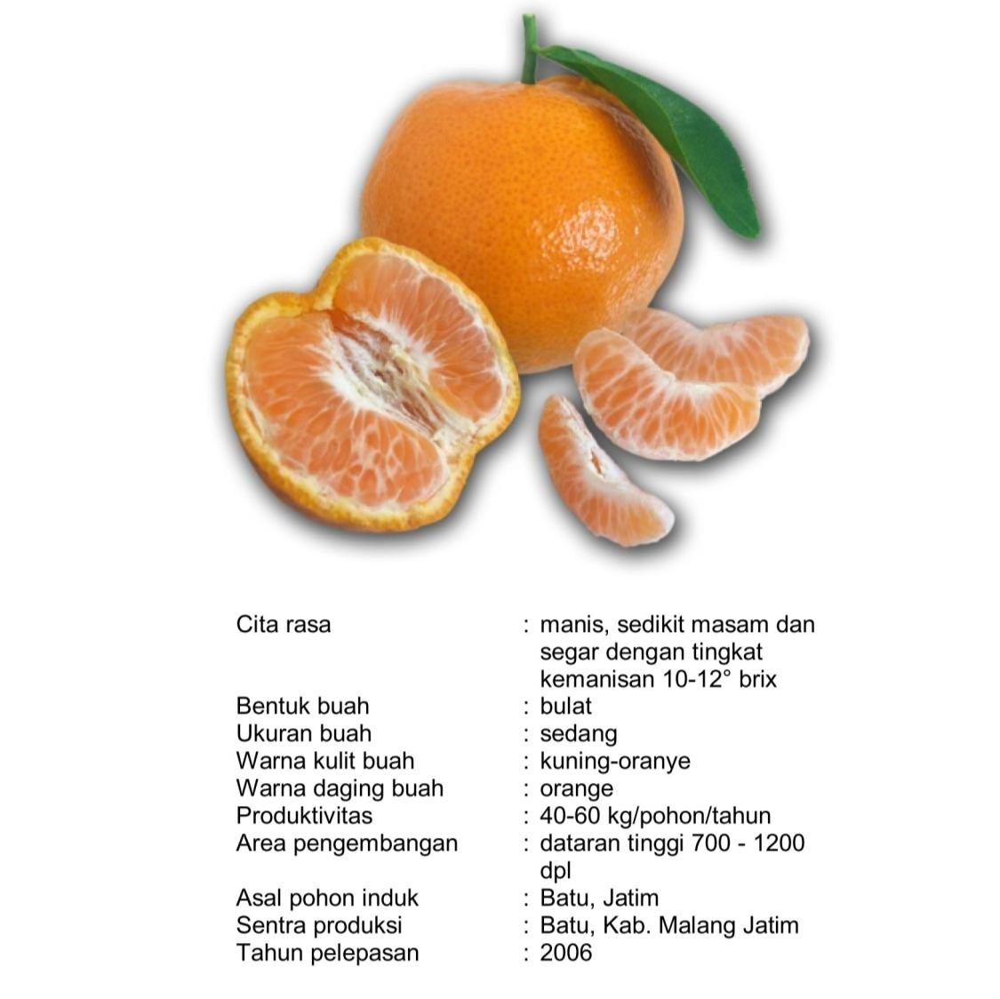 Cita rasa : manis, sedikit masam dan
segar dengan tingkat
kemanisan 10-12° brix
Bentuk buah : bulat
Ukuran buah : sedang
Warna kulit buah : kuning-oranye
Warna daging buah : orange
Produktivitas : 40-60 kg/pohon/tahun
Area pengembangan : dataran tinggi 700 - 1200
dpl
Asal pohon induk : Batu, Jatim
Sentra produksi : Batu, Kab. Malang Jatim
Tahun pelepasan : 2006